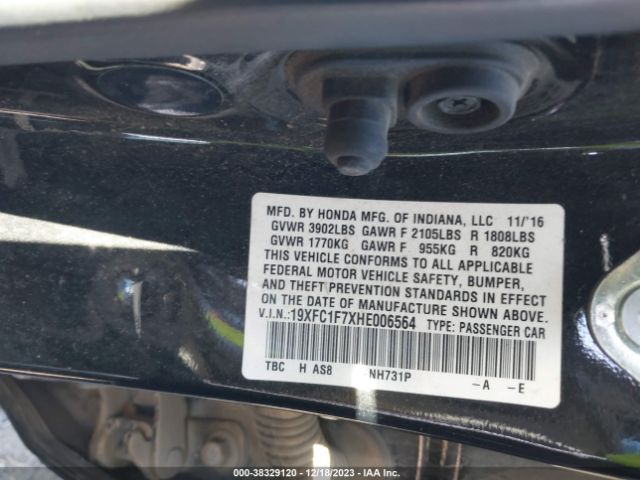 MFD. BY HONDA MFG. OF INDIANA, LLC 11/'16
GVWR 3902LBS GAWR F 2105LBS R 1808LBS
GVWR 1770KG GAWR F 955KG R 820KG
THIS VEHICLE CONFORMS TO ALL APPLICABLE
FEDERAL MOTOR VEHICLE SAFETY, BUMPER,
AND THEFT PREVENTION STANDARDS IN EFFECT
ON THE DATE OF MANUFACTURE SHOWN ABOVE.
V.I.N.:19XFC1F7XHE006564 TYPE: PASSENGER CAR
TBC H AS8 NH731P -A -E
000-38329120 - 12/18/2023 - IAA Inc.